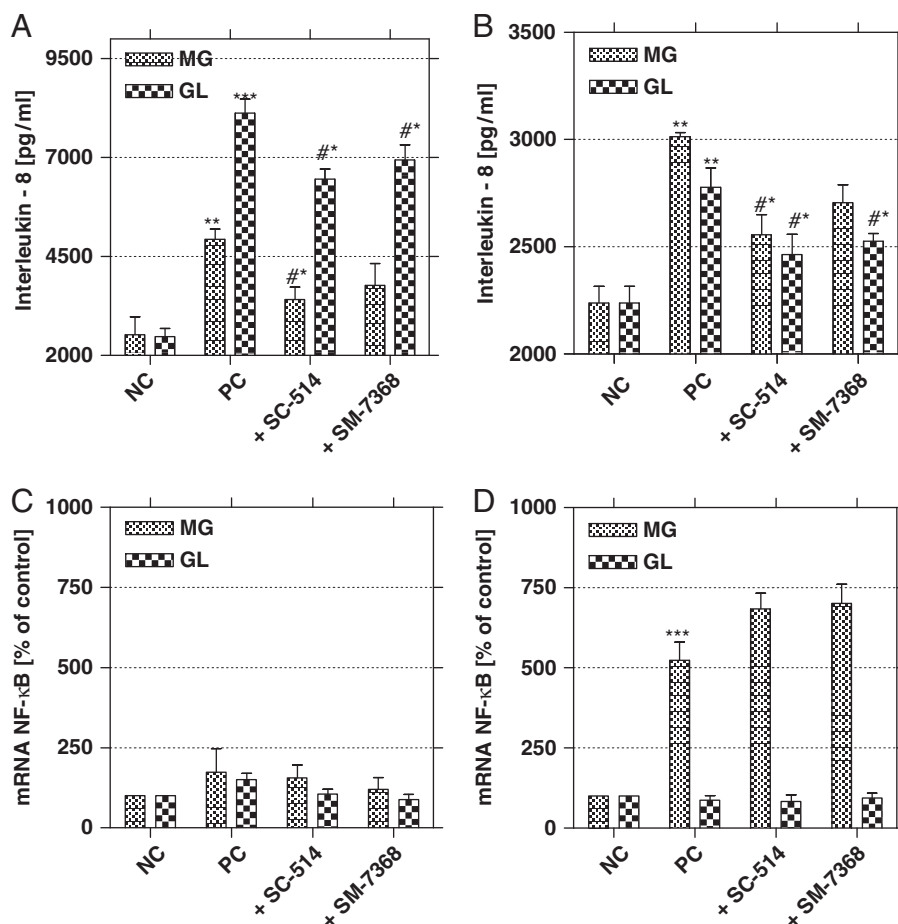 A
Interleukin - 8 [pg/ml]
9500
7000
4500
2000
MG
GL
**
***
#*
#*
#*
NC
PC
+ SC-514
+ SM-7368
B
Interleukin - 8 [pg/ml]
3500
3000
2500
2000
MG
GL
**
**
#*
#*
#*
NC
PC
+ SC-514
+ SM-7368
C
mRNA NF-κB [% of control]
1000
750
500
250
0
MG
GL
NC
PC
+ SC-514
+ SM-7368
D
mRNA NF-κB [% of control]
1000
750
500
250
0
MG
GL
***
NC
PC
+ SC-514
+ SM-7368